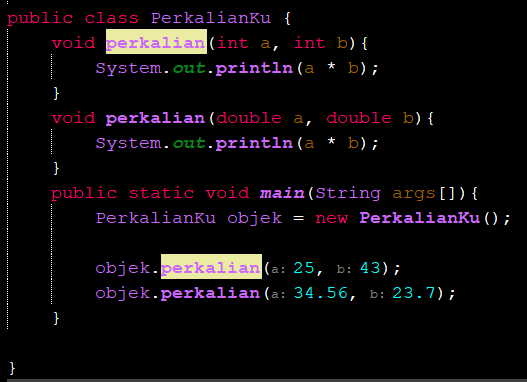 public class PerkalianKu {
void perkalian(int a, int b){
System.out.println(a * b);
}
void perkalian(double a, double b){
System.out.println(a * b);
}
public static void main(String args[]){
PerkalianKu objek = new PerkalianKu();
objek.perkalian(a: 25, b: 43);
objek.perkalian(a: 34.56, b: 23.7);
}
}